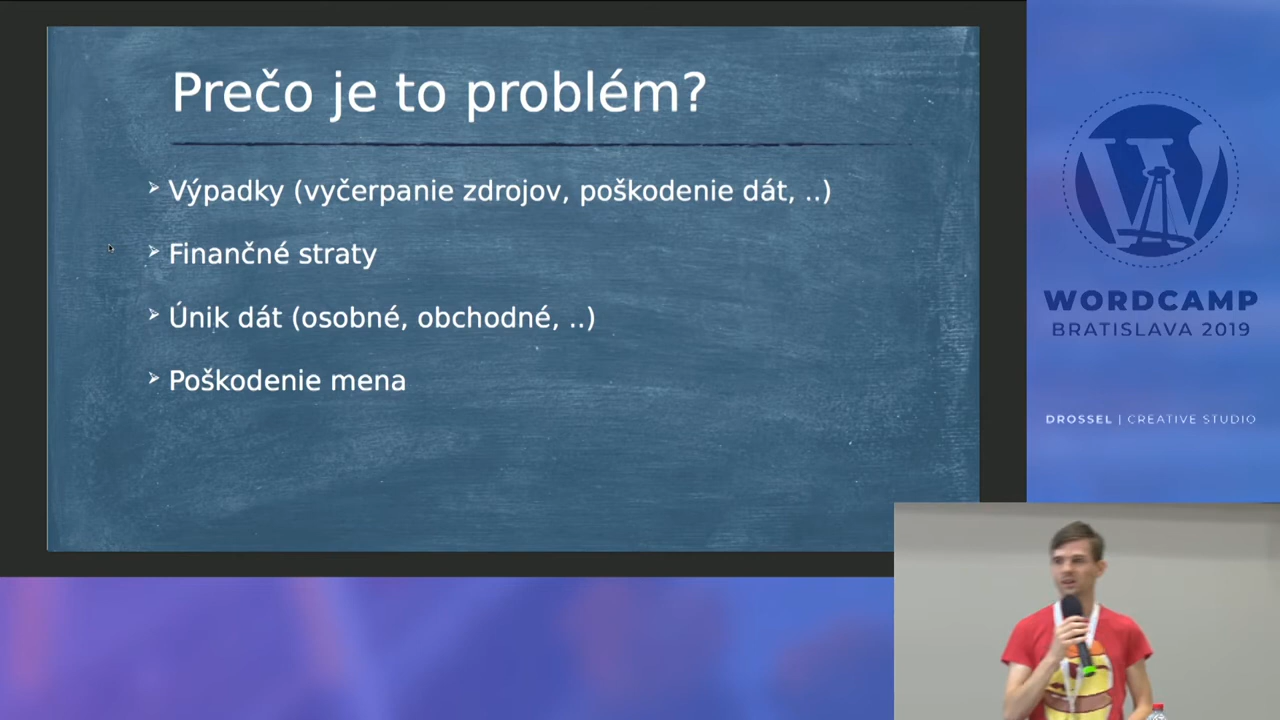 Prečo je to problém?
Výpadky (vyčerpanie zdrojov, poškodenie dát, ..)
Finančné straty
Únik dát (osobné, obchodné, ..)
Poškodenie mena
WORDCAMP
BRATISLAVA 2019
DROSSEL | CREATIVE STUDIO